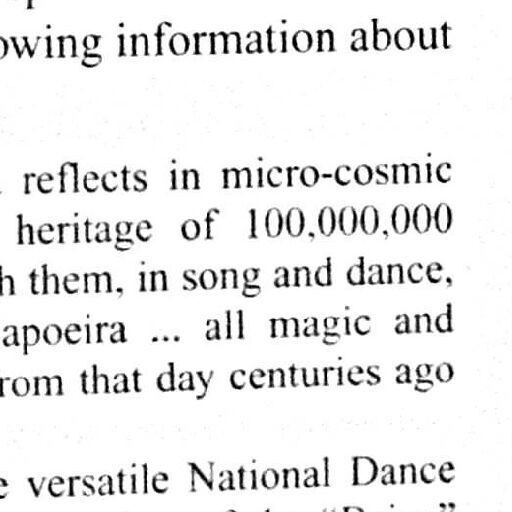 owing information about
reflects in micro-cosmic
heritage of 100,000,000
h them, in song and dance,
apoeira ... all magic and
rom that day centuries ago
e versatile National Dance